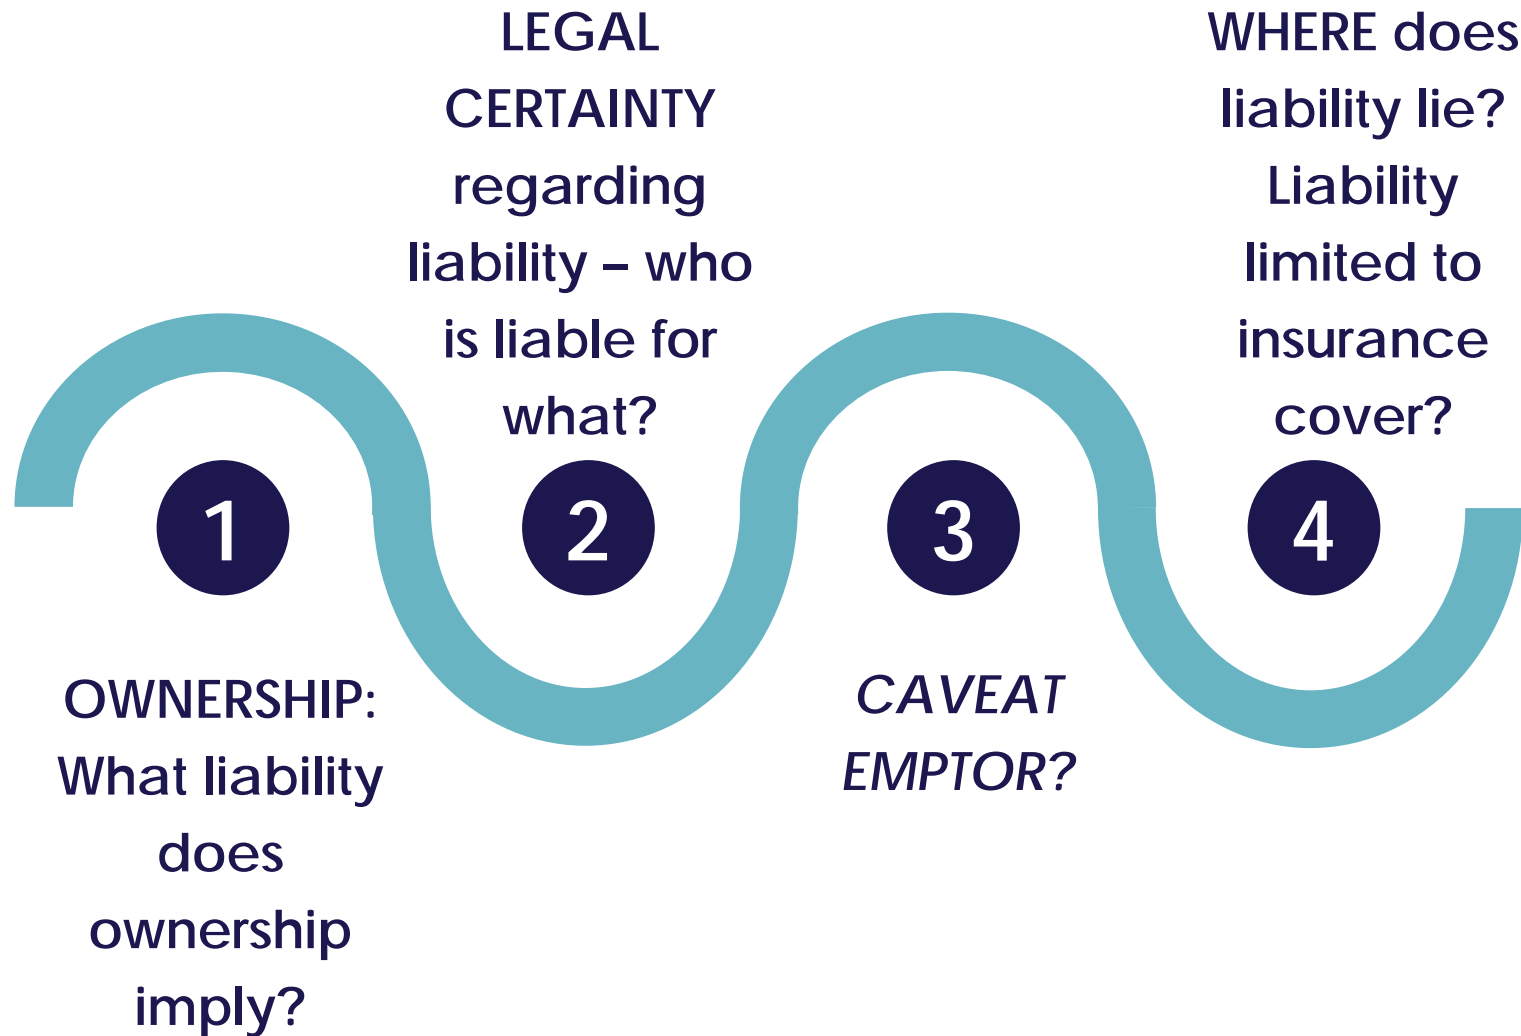 1
OWNERSHIP:
What liability
does
ownership
imply?
LEGAL
CERTAINTY
regarding
liability – who
is liable for
what?
2
3
CAVEAT
EMPTOR?
WHERE does
liability lie?
Liability
limited to
insurance
cover?
4